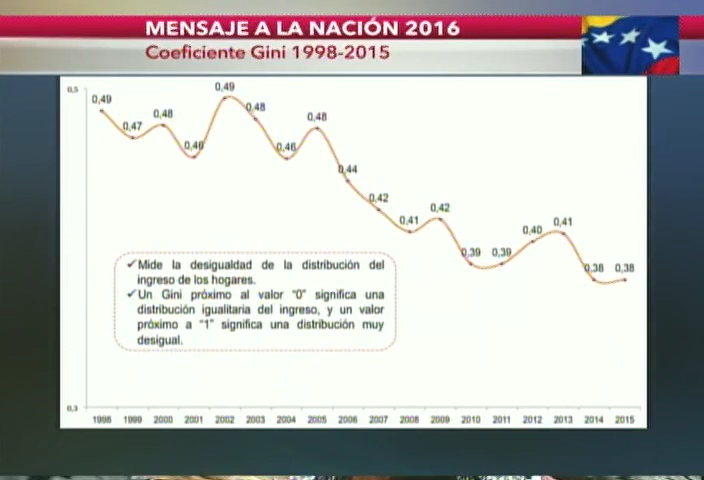 MENSAJE A LA NACIÓN 2016
Coeficiente Gini 1998-2015
0,5
0,49
0,47
0,48
0,46
0,49
0,48
0,46
0,48
0,44
0,42
0,41
0,42
0,39
0,39
0,40
0,41
0,38
0,38
✓Mide la desigualdad de la distribución del
ingreso de los hogares.
✓Un Gini próximo al valor "0" significa una
distribución igualitaria del ingreso, y un valor
próximo a "1" significa una distribución muy
desigual.
0,3
1998 1999 2000 2001 2002 2003 2004 2005 2006 2007 2008 2009 2010 2011 2012 2013 2014 2015